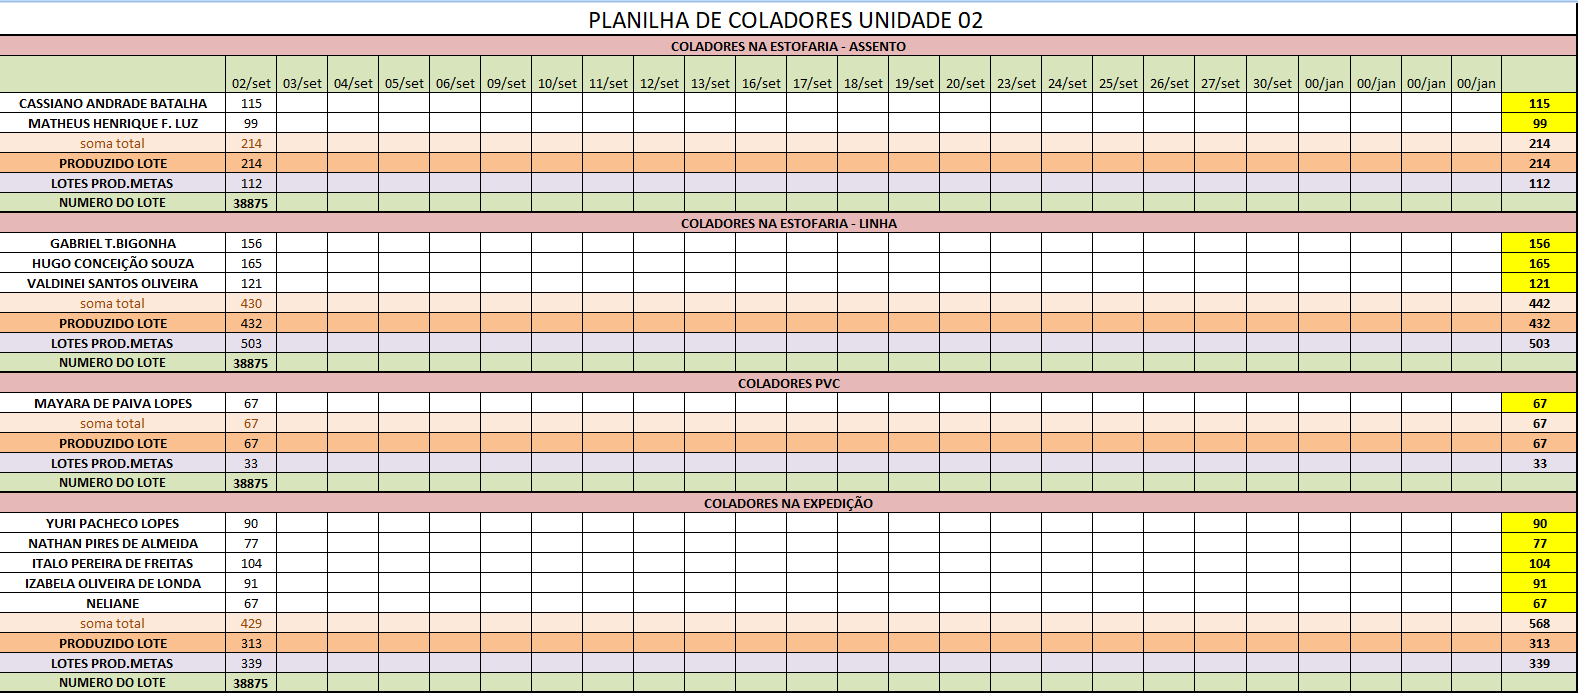 PLANILHA DE COLADORES UNIDADE 02
COLADORES NA ESTOFARIA - ASSENTO
02/set 03/set 04/set 05/set 06/set 09/set 10/set 11/set 12/set 13/set 16/set 17/set 18/set 19/set 20/set 23/set 24/set 25/set 26/set 27/set 30/set 00/jan 00/jan 00/jan 00/jan
CASSIANO ANDRADE BATALHA 115 115
MATHEUS HENRIQUE F. LUZ 99 99
soma total 214 214
PRODUZIDO LOTE 214 214
LOTES PROD.METAS 112 112
NUMERO DO LOTE 38875
COLADORES NA ESTOFARIA - LINHA
GABRIEL T.BIGONHA 156 156
HUGO CONCEIÇÃO SOUZA 165 165
VALDINEI SANTOS OLIVEIRA 121 121
soma total 430 442
PRODUZIDO LOTE 432 432
LOTES PROD.METAS 503 503
NUMERO DO LOTE 38875
COLADORES PVC
MAYARA DE PAIVA LOPES 67 67
soma total 67 67
PRODUZIDO LOTE 67 67
LOTES PROD.METAS 33 33
NUMERO DO LOTE 38875
COLADORES NA EXPEDIÇÃO
YURI PACHECO LOPES 90 90
NATHAN PIRES DE ALMEIDA 77 77
ITALO PEREIRA DE FREITAS 104 104
IZABELA OLIVEIRA DE LONDA 91 91
NELIANE 67 67
soma total 429 568
PRODUZIDO LOTE 313 313
LOTES PROD.METAS 339 339
NUMERO DO LOTE 38875